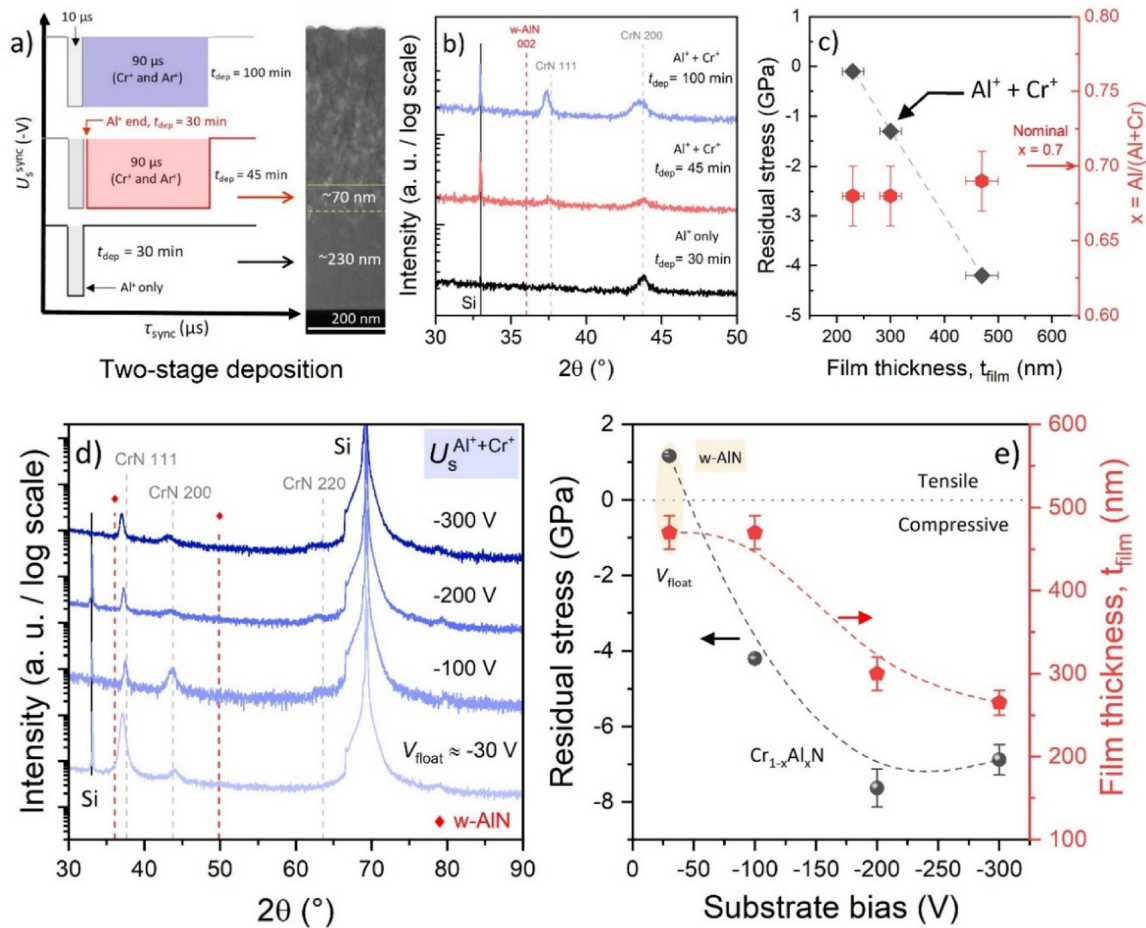 a)
10 µs
90 µs
(Cr⁺ and Ar⁺)
t_dep = 100 min
Al⁺ end, t_dep = 30 min
90 µs
(Cr⁺ and Ar⁺)
t_dep = 45 min
t_dep = 30 min
Al⁺ only
U_s^sync (-V)
τ_sync (µs)
~70 nm
~230 nm
200 nm
Two-stage deposition
b)
w-AlN
002
CrN 111
CrN 200
Al⁺ + Cr⁺
t_dep = 100 min
Al⁺ + Cr⁺
t_dep = 45 min
Al⁺ only
t_dep = 30 min
Si
Intensity (a. u. / log scale)
30 35 40 45 50
2θ (°)
c)
Al⁺ + Cr⁺
Nominal
x = 0.7
Residual stress (GPa)
1
0
-1
-2
-3
-4
-5
200 300 400 500 600
Film thickness, t_film (nm)
0.80
0.75
0.70
0.65
0.60
x = Al/(Al+Cr)
d)
CrN 111
CrN 200
CrN 220
Si
U_s^Al⁺+Cr⁺
-300 V
-200 V
-100 V
V_float ≈ -30 V
Si
w-AlN
Intensity (a. u. / log scale)
30 40 50 60 70 80 90
2θ (°)
e)
w-AlN
Tensile
Compressive
V_float
Cr₁₋ₓAlₓN
Residual stress (GPa)
2
0
-2
-4
-6
-8
0 -50 -100 -150 -200 -250 -300
Substrate bias (V)
600
500
400
300
200
100
Film thickness, t_film (nm)